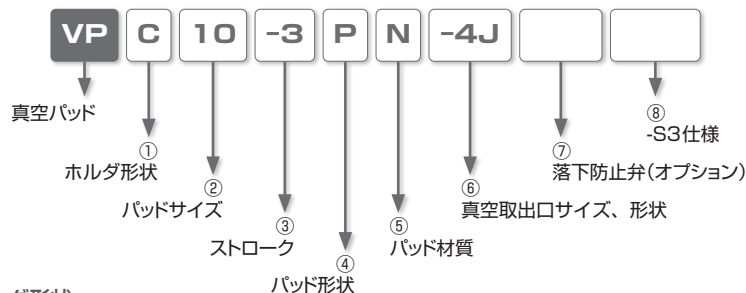 VP C 10 -3 P N -4J
真空パッド
①
ホルダ形状
②
パッドサイズ
③
ストローク
④
パッド形状
⑤
パッド材質
⑥
真空取出口サイズ、形状
⑦
落下防止弁(オプション)
⑧
-S3仕様